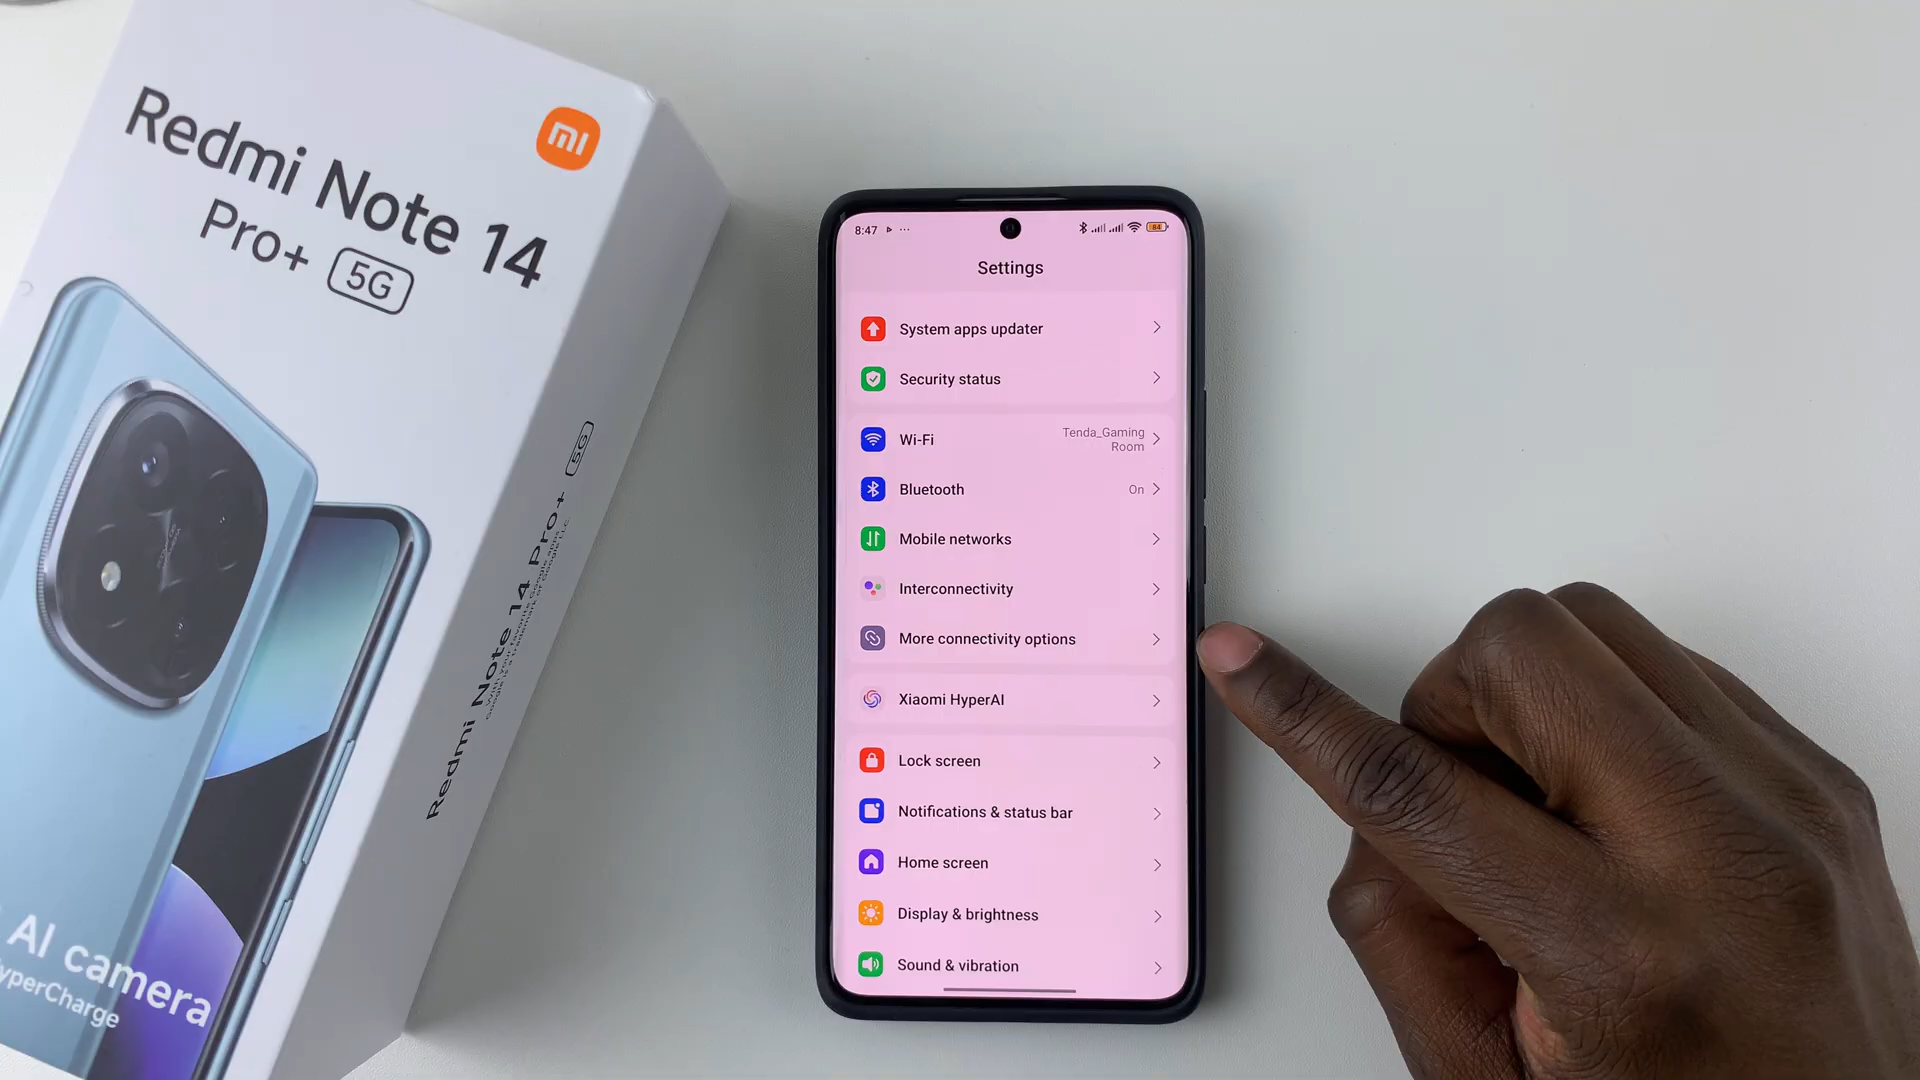 Redmi Note 14
Pro+ 5G
AI camera
yperCharge
Redmi Note 14 Pro+ 5G
8:47
84
Settings
System apps updater
Security status
Wi-Fi
Tenda_Gaming
Room
Bluetooth
On
Mobile networks
Interconnectivity
More connectivity options
Xiaomi HyperAI
Lock screen
Notifications & status bar
Home screen
Display & brightness
Sound & vibration